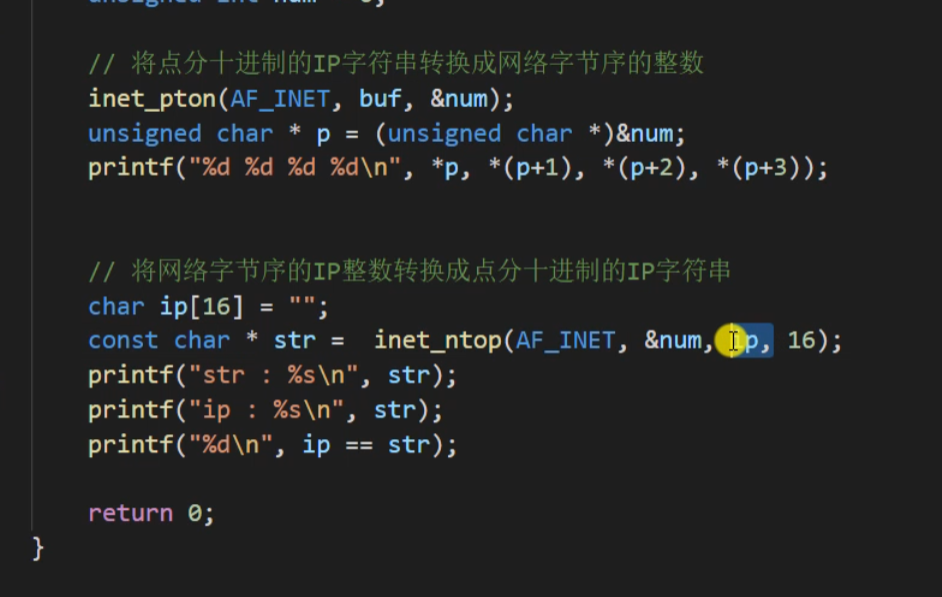 // 将点分十进制的IP字符串转换成网络字节序的整数
inet_pton(AF_INET, buf, &num);
unsigned char * p = (unsigned char *)&num;
printf("%d %d %d %d\n", *p, *(p+1), *(p+2), *(p+3));
// 将网络字节序的IP整数转换成点分十进制的IP字符串
char ip[16] = "";
const char * str =  inet_ntop(AF_INET, &num, ip, 16);
printf("str : %s\n", str);
printf("ip : %s\n", str);
printf("%d\n", ip == str);
return 0;
}